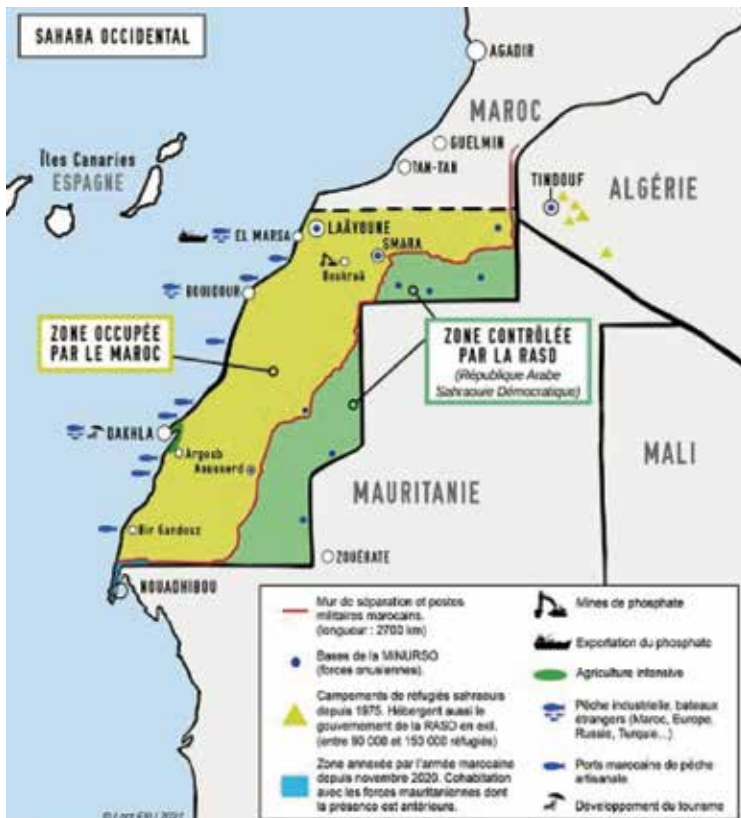 SAHARA OCCIDENTAL
AGADIR
MAROC
GUELMIN
TAN-TAN
Îles Canaries
ESPAGNE
TINDOUF
ALGÉRIE
LAÂYOUNE
EL MARSA
SMARA
Boukraâ
BOUJDOUR
ZONE OCCUPÉE
PAR LE MAROC
ZONE CONTRÔLÉE
PAR LA RASD
(République Arabe
Sahraouie Démocratique)
DAKHLA
Argoub
Aousserd
MALI
MAURITANIE
Bir Gandouz
ZOUÉRATE
NOUADHIBOU
Mur de séparation et postes
militaires marocains.
(longueur : 2700 km)
Bases de la MINURSO
(forces onusiennes).
Campements de réfugiés sahraouis
depuis 1975. Hébergent aussi le
gouvernement de la RASD en exil.
(entre 90 000 et 150 000 réfugiés)
Zone annexée par l'armée marocaine
depuis novembre 2020. Cohabitation
avec les forces mauritaniennes dont
la présence est antérieure.
Mines de phosphate
Exportation du phosphate
Agriculture intensive
Pêche industrielle, bateaux
étrangers (Maroc, Europe,
Russie, Turquie...)
Ports marocains de pêche
artisanale
Développement du tourisme